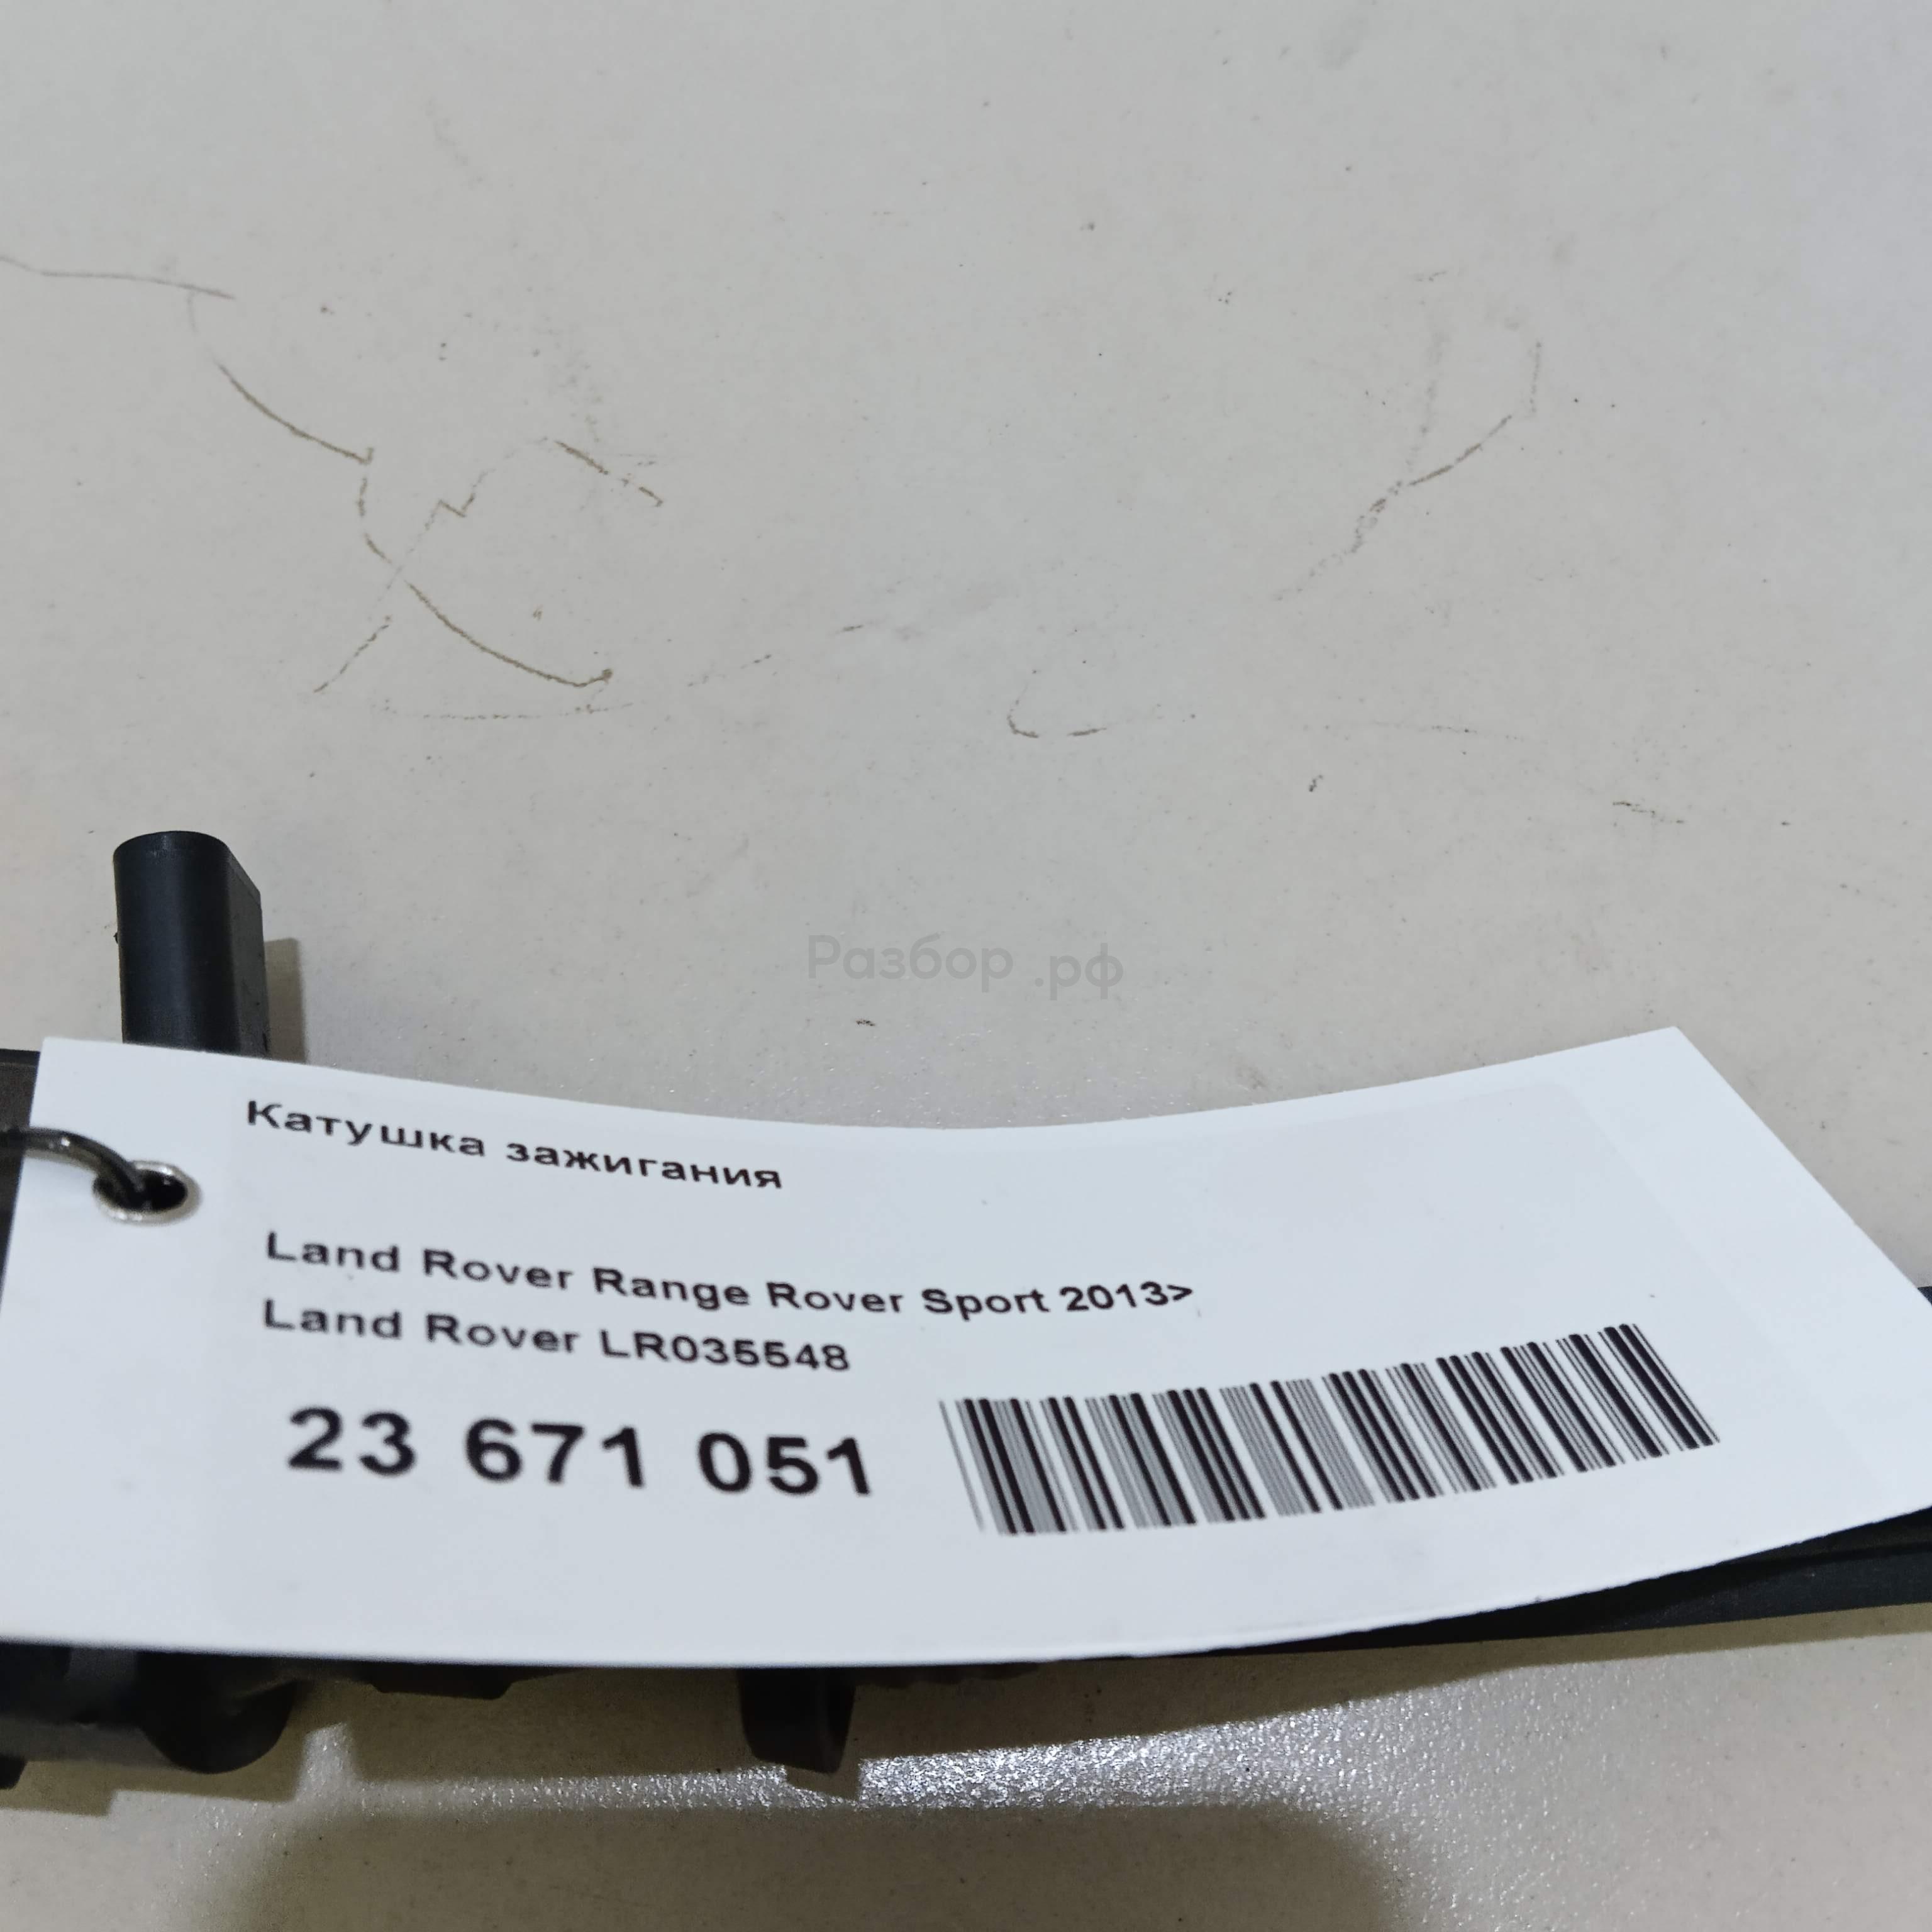 Разбор .рф
Катушка зажигания
Land Rover Range Rover Sport 2013>
Land Rover LR035548
23 671 051